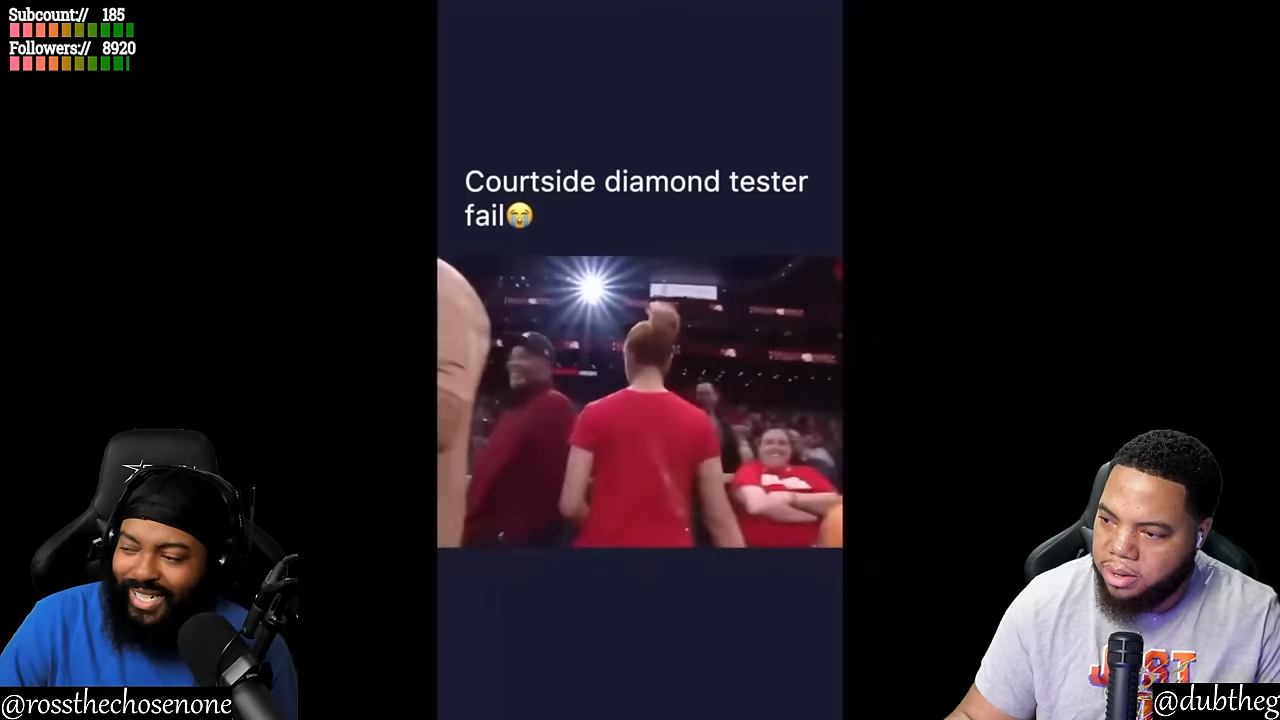 Subcount:// 185
Followers:// 8920
Courtside diamond tester
fail😭
@rossthechosenone
@dubtheg